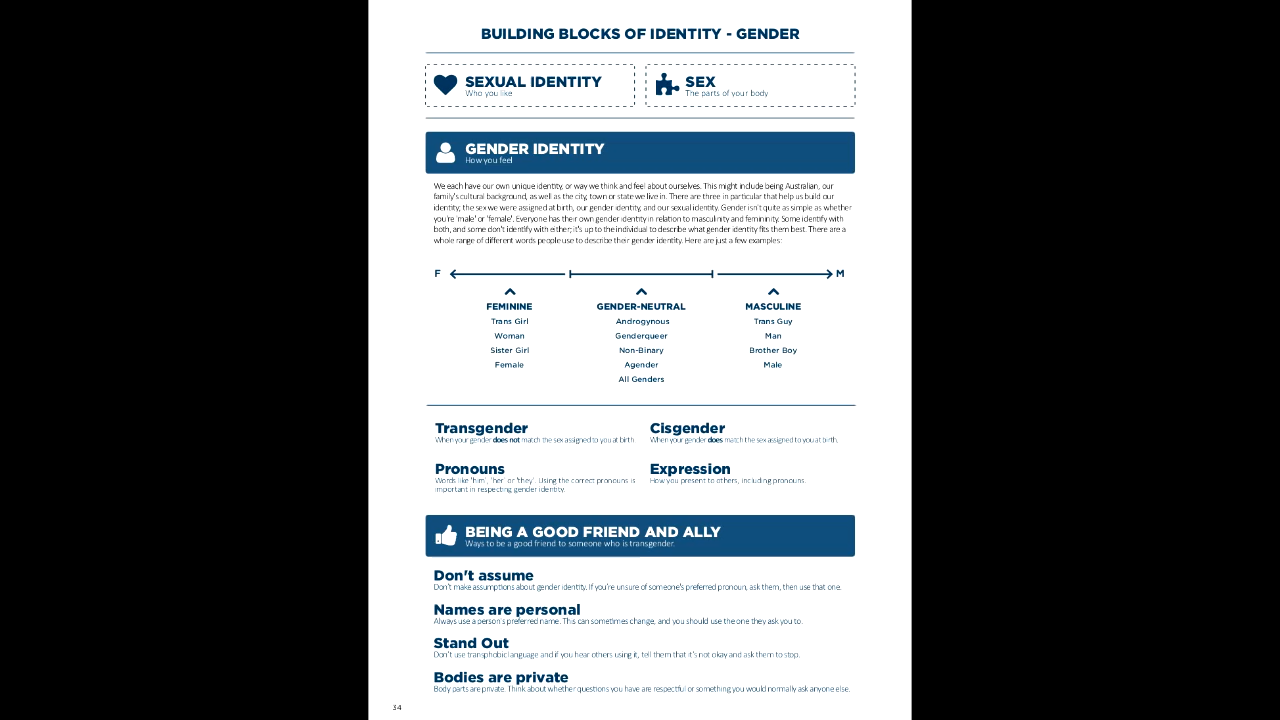 BUILDING BLOCKS OF IDENTITY - GENDER
SEXUAL IDENTITY
Who you like
SEX
The parts of your body
GENDER IDENTITY
How you feel
We each have our own unique identity, or way we think and feel about ourselves. This might include being Australian, our
family's cultural background, as well as the city, town or state we live in. There are three in particular that help us build our
identity; the sex we were assigned at birth, our gender identity, and our sexual identity. Gender isn't quite as simple as whether
you're 'male' or 'female'. Everyone has their own gender identity in relation to masculinity and femininity. Some identify with
both, and some don't identify with either; it's up to the individual to describe what gender identity fits them best. There are a
whole range of different words people use to describe their gender identity. Here are just a few examples:
F M
FEMININE GENDER-NEUTRAL MASCULINE
Trans Girl Androgynous Trans Guy
Woman Genderqueer Man
Sister Girl Non-Binary Brother Boy
Female Agender Male
All Genders
Transgender
When your gender does not match the sex assigned to you at birth.
Cisgender
When your gender does match the sex assigned to you at birth.
Pronouns
Words like 'him', 'her' or 'they'. Using the correct pronouns is
important in respecting gender identity.
Expression
How you present to others, including pronouns.
BEING A GOOD FRIEND AND ALLY
Ways to be a good friend to someone who is transgender.
Don't assume
Don't make assumptions about gender identity. If you're unsure of someone's preferred pronoun, ask them, then use that one.
Names are personal
Always use a person's preferred name. This can sometimes change, and you should use the one they ask you to.
Stand Out
Don't use transphobic language and if you hear others using it, tell them that it's not okay and ask them to stop.
Bodies are private
Body parts are private. Think about whether questions you have are respectful or something you would normally ask anyone else.
34